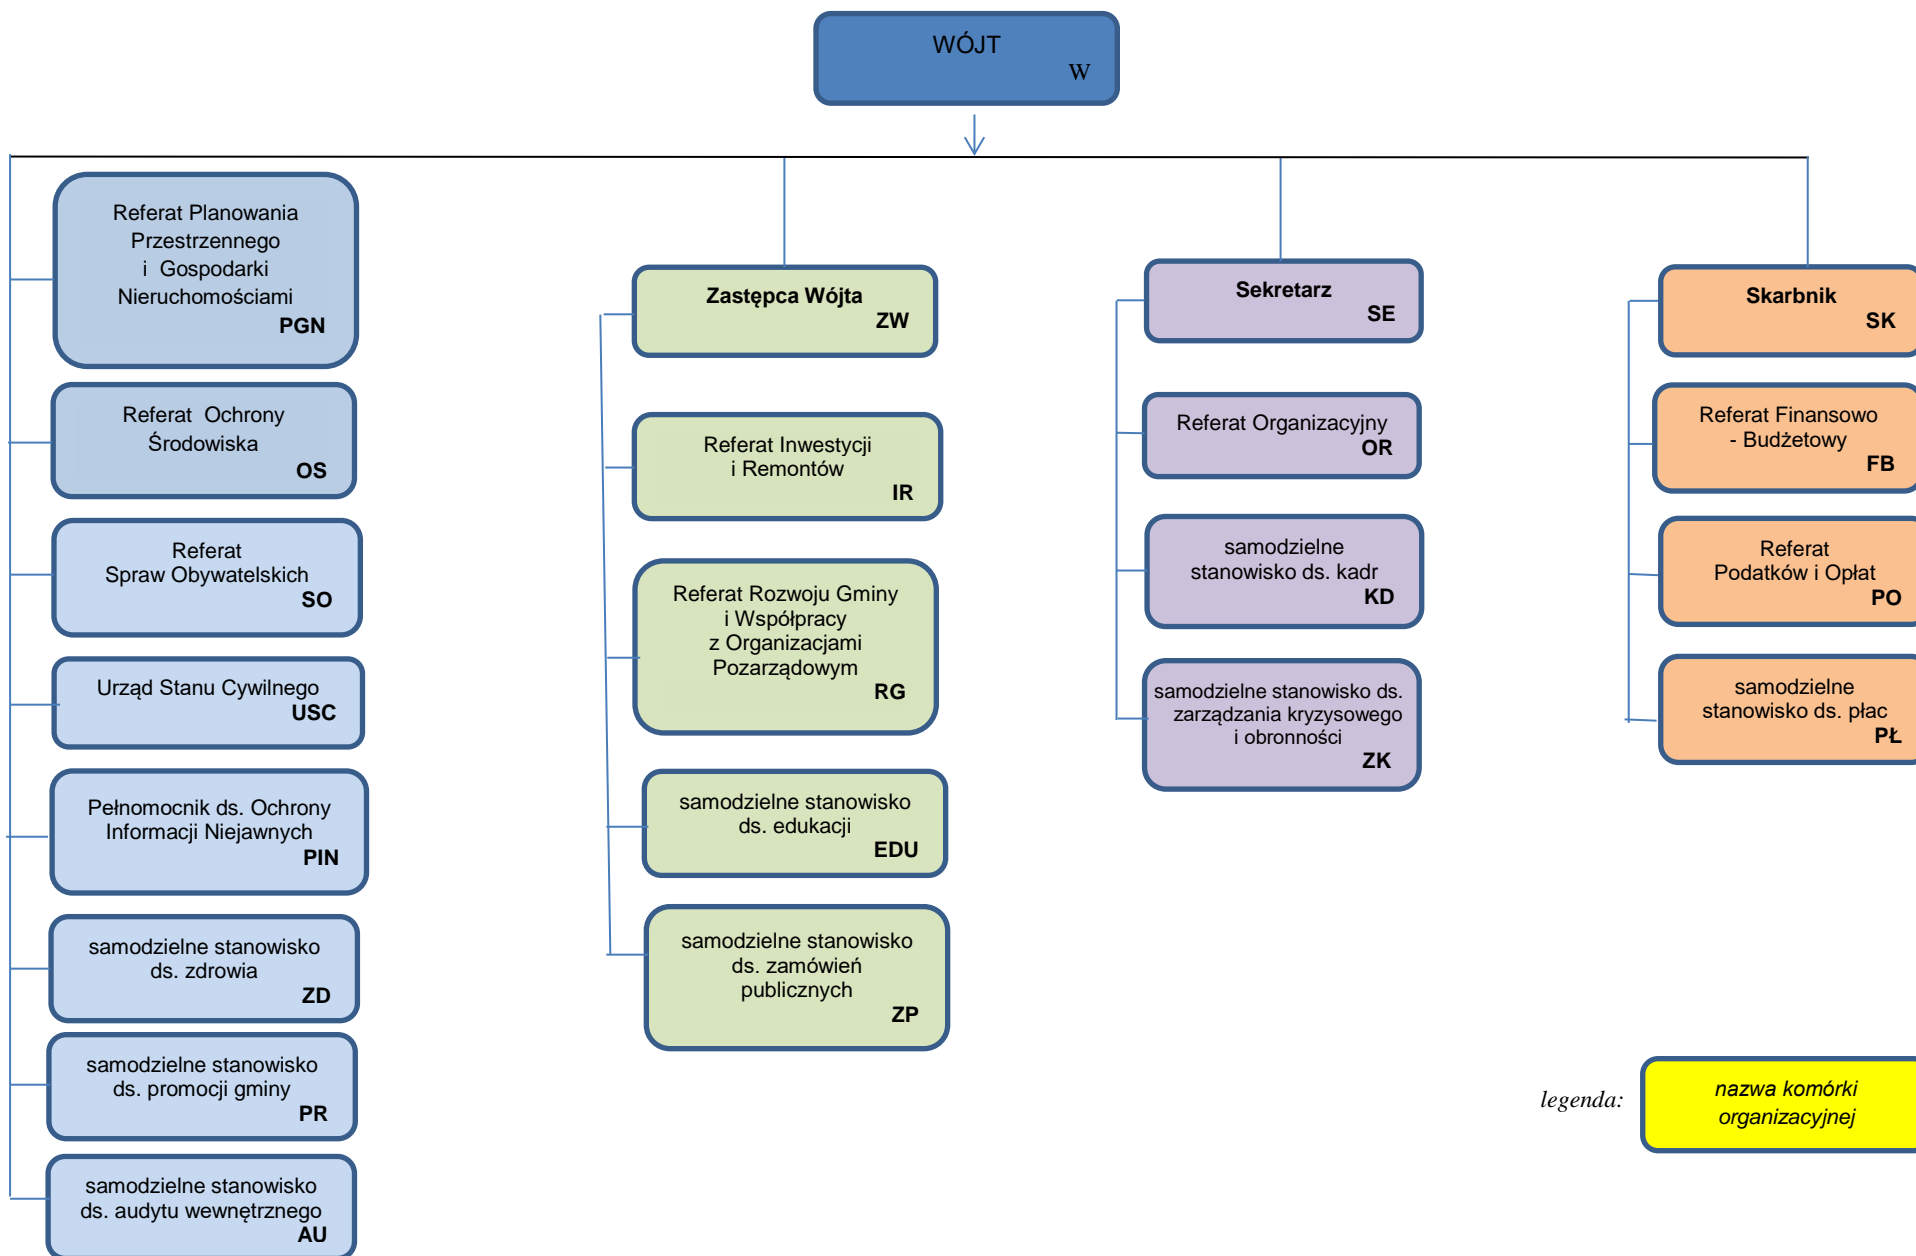 WÓJT
W
Referat Planowania
Przestrzennego
i Gospodarki
Nieruchomościami
PGN
Referat Ochrony
Środowiska
OS
Referat
Spraw Obywatelskich
SO
Urząd Stanu Cywilnego
USC
Pełnomocnik ds. Ochrony
Informacji Niejawnych
PIN
samodzielne stanowisko
ds. zdrowia
ZD
samodzielne stanowisko
ds. promocji gminy
PR
samodzielne stanowisko
ds. audytu wewnętrznego
AU
Zastępca Wójta
ZW
Referat Inwestycji
i Remontów
IR
Referat Rozwoju Gminy
i Współpracy
z Organizacjami
Pozarządowym
RG
samodzielne stanowisko
ds. edukacji
EDU
samodzielne stanowisko
ds. zamówień
publicznych
ZP
Sekretarz
SE
Referat Organizacyjny
OR
samodzielne
stanowisko ds. kadr
KD
samodzielne stanowisko ds.
zarządzania kryzysowego
i obronności
ZK
Skarbnik
SK
Referat Finansowo
- Budżetowy
FB
Referat
Podatków i Opłat
PO
samodzielne
stanowisko ds. płac
PŁ
legenda:
nazwa komórki
organizacyjnej